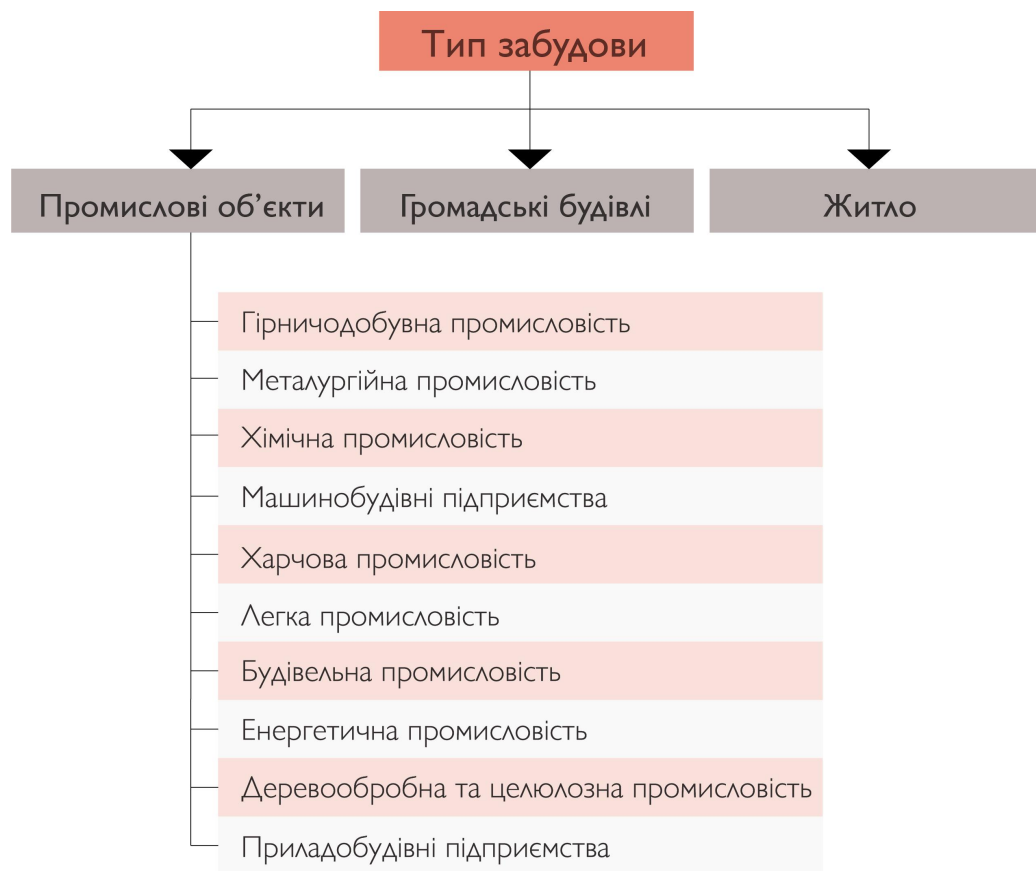 Тип забудови
Промислові об’єкти
Громадські будівлі
Житло
Гірничодобувна промисловість
Металургійна промисловість
Хімічна промисловість
Машинобудівні підприємства
Харчова промисловість
Легка промисловість
Будівельна промисловість
Енергетична промисловість
Деревообробна та целюлозна промисловість
Приладобудівні підприємства